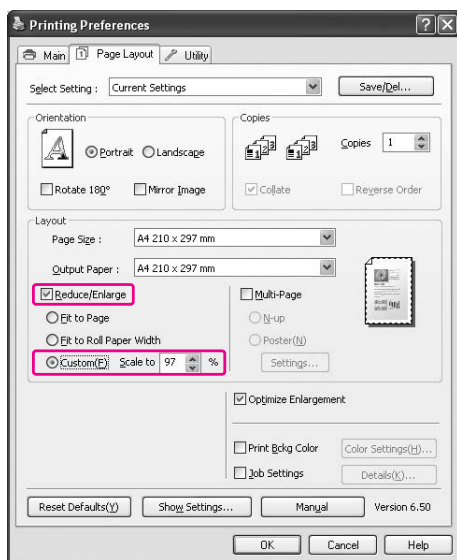 Printing Preferences
Main Page Layout Utility
Select Setting : Current Settings Save/Del...
Orientation Copies
A Portrait Landscape Copies 1
Rotate 180° Mirror Image Collate Reverse Order
Layout
Page Size : A4 210 x 297 mm
Output Paper : A4 210 x 297 mm
Reduce/Enlarge Multi-Page
Fit to Page N-up
Fit to Roll Paper Width Poster(N)
Custom(F) Scale to 97 % Settings...
Optimize Enlargement
Print Bckg Color Color Settings(H)...
Job Settings Details(K)...
Reset Defaults(Y) Show Settings... Manual Version 6.50
OK Cancel Help